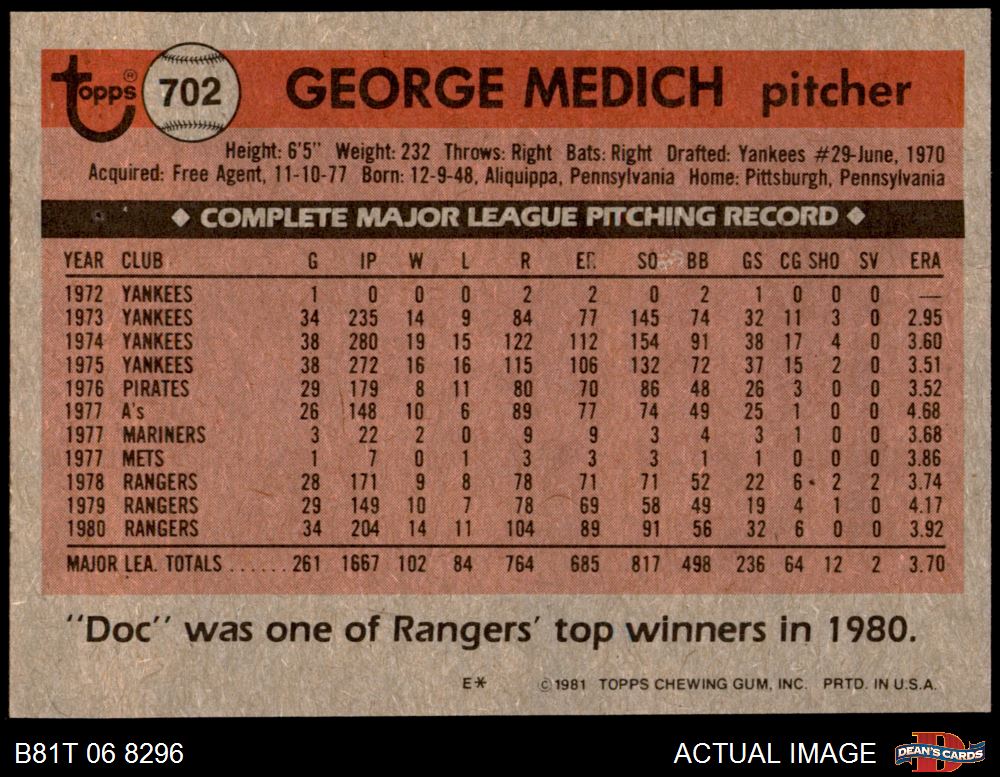 Topps® 702 GEORGE MEDICH pitcher
Height: 6'5" Weight: 232 Throws: Right Bats: Right Drafted: Yankees #29-June, 1970
Acquired: Free Agent, 11-10-77 Born: 12-9-48, Aliquippa, Pennsylvania Home: Pittsburgh, Pennsylvania
◆ COMPLETE MAJOR LEAGUE PITCHING RECORD ◆
YEAR CLUB G IP W L R ER SO BB GS CG SHO SV ERA
1972 YANKEES 1 0 0 0 2 2 0 2 1 0 0 0 —
1973 YANKEES 34 235 14 9 84 77 145 74 32 11 3 0 2.95
1974 YANKEES 38 280 19 15 122 112 154 91 38 17 4 0 3.60
1975 YANKEES 38 272 16 16 115 106 132 72 37 15 2 0 3.51
1976 PIRATES 29 179 8 11 80 70 86 48 26 3 0 0 3.52
1977 A's 26 148 10 6 89 77 74 49 25 1 0 0 4.68
1977 MARINERS 3 22 2 0 9 9 3 4 3 1 0 0 3.68
1977 METS 1 7 0 1 3 3 3 1 1 0 0 0 3.86
1978 RANGERS 28 171 9 8 78 71 71 52 22 6 2 2 3.74
1979 RANGERS 29 149 10 7 78 69 58 49 19 4 1 0 4.17
1980 RANGERS 34 204 14 11 104 89 91 56 32 6 0 0 3.92
MAJOR LEA. TOTALS ...... 261 1667 102 84 764 685 817 498 236 64 12 2 3.70
"Doc" was one of Rangers' top winners in 1980.
E* ©1981 TOPPS CHEWING GUM, INC. PRTD. IN U.S.A.
B81T 06 8296 ACTUAL IMAGE D DEAN'S CARDS